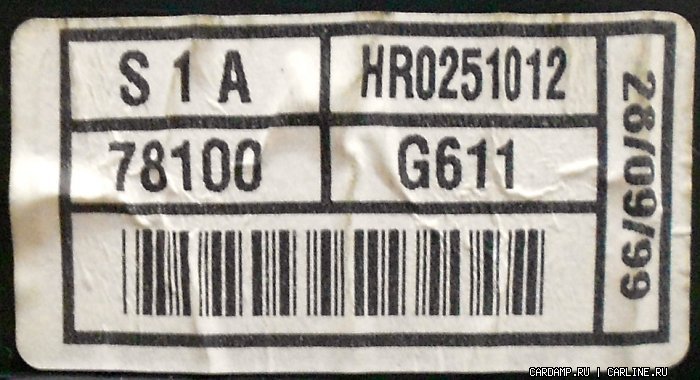 S 1 A HR0251012
78100 G611
28/09/99
CARDAMP.RU | CARLINE.RU